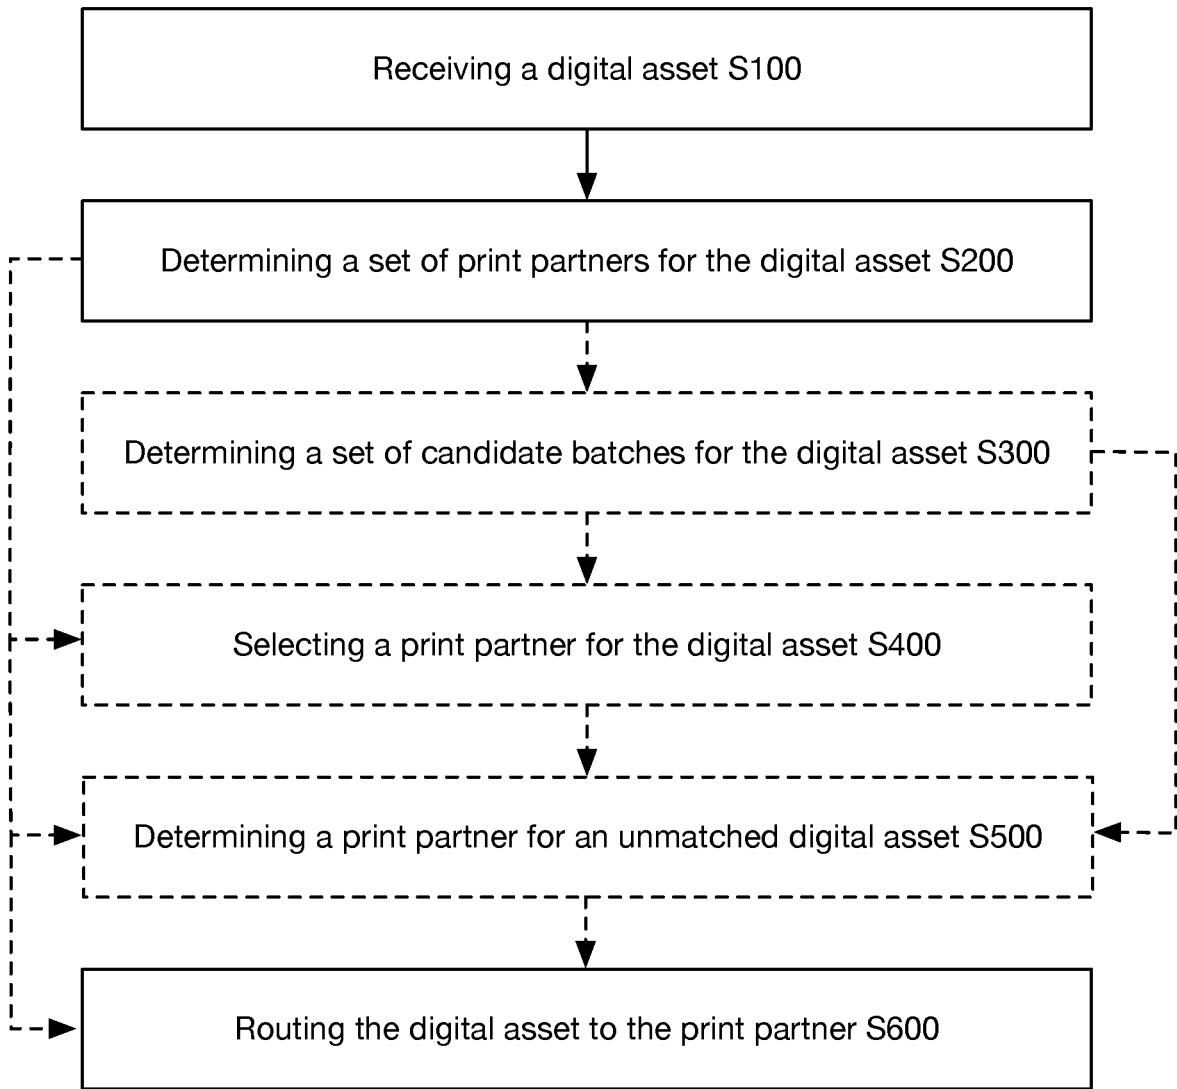 Receiving a digital asset S100
Determining a set of print partners for the digital asset S200
Determining a set of candidate batches for the digital asset S300
Selecting a print partner for the digital asset S400
Determining a print partner for an unmatched digital asset S500
Routing the digital asset to the print partner S600